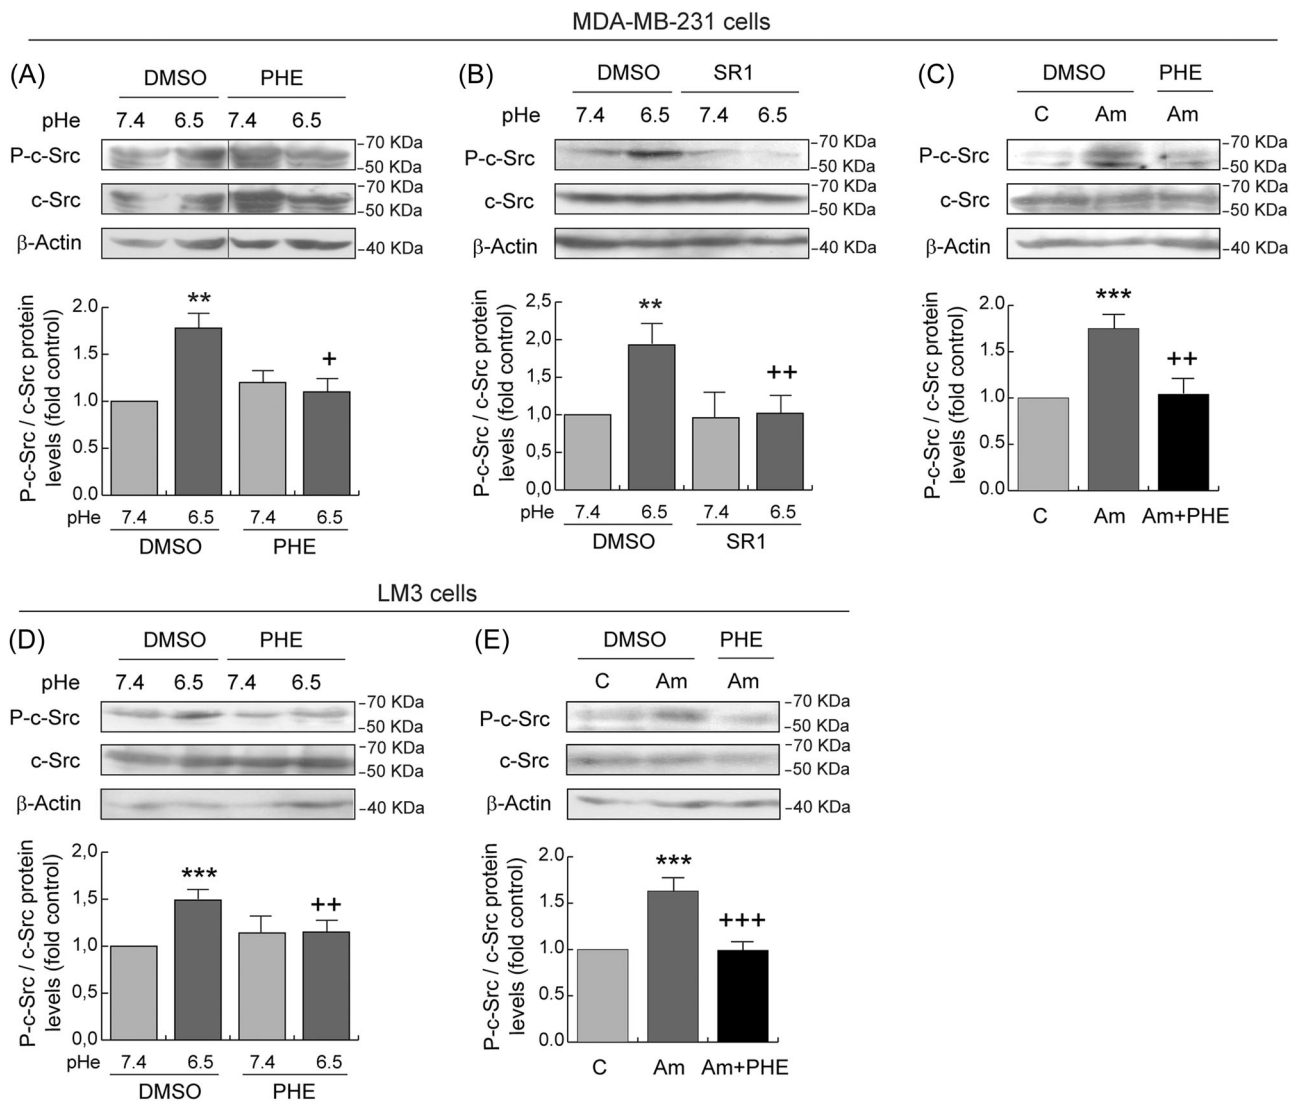 MDA-MB-231 cells
(A)
DMSO PHE
pHe 7.4 6.5 7.4 6.5
P-c-Src
-70 KDa
-50 KDa
c-Src
-70 KDa
-50 KDa
β-Actin
-40 KDa
P-c-Src / c-Src protein
levels (fold control)
2.0
1.5
1.0
0.5
0.0
**
+
pHe 7.4 6.5 7.4 6.5
DMSO PHE
(B)
DMSO SR1
pHe 7.4 6.5 7.4 6.5
P-c-Src
-70 KDa
-50 KDa
c-Src
-70 KDa
-50 KDa
β-Actin
-40 KDa
P-c-Src / c-Src protein
levels (fold control)
2,5
2,0
1,5
1,0
0,5
0,0
**
++
pHe 7.4 6.5 7.4 6.5
DMSO SR1
(C)
DMSO PHE
C Am Am
P-c-Src
-70 KDa
-50 KDa
c-Src
-70 KDa
-50 KDa
β-Actin
-40 KDa
P-c-Src / c-Src protein
levels (fold control)
2.0
1.5
1.0
0.5
0.0
***
++
C Am Am+PHE
LM3 cells
(D)
DMSO PHE
pHe 7.4 6.5 7.4 6.5
P-c-Src
-70 KDa
-50 KDa
c-Src
-70 KDa
-50 KDa
β-Actin
-40 KDa
P-c-Src / c-Src protein
levels (fold control)
2,0
1,5
1,0
0,5
0,0
***
++
pHe 7.4 6.5 7.4 6.5
DMSO PHE
(E)
DMSO PHE
C Am Am
P-c-Src
-70 KDa
-50 KDa
c-Src
-70 KDa
-50 KDa
β-Actin
-40 KDa
P-c-Src / c-Src protein
levels (fold control)
2.0
1.5
1.0
0.5
0.0
***
+++
C Am Am+PHE